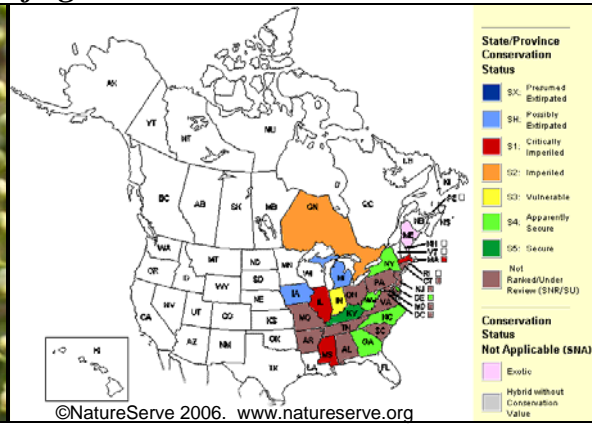 State/Province
Conservation
Status
SX: Presumed
Extirpated
SH: Possibly
Extirpated
S1: Critically
Imperiled
S2: Imperiled
S3: Vulnerable
S4: Apparently
Secure
S5: Secure
Not
Ranked/Under
Review (SNR/SU)
Conservation
Status
Not Applicable (SNA)
Exotic
Hybrid without
Conservation
Value
AK
YT
NT
NU
LB
BC
AB
SK
MB
ON
QC
NF
PE
NB
NS
ME
NH
VT
MA
RI
CT
NJ
DE
MD
DC
WA
MT
ND
MN
WI
MI
NY
OR
ID
WY
SD
IA
NE
IL
IN
OH
PA
NV
UT
CO
KS
MO
KY
WV
VA
CA
AZ
NM
OK
AR
TN
NC
SC
TX
LA
MS
AL
GA
FL
HI
©NatureServe 2006. www.natureserve.org